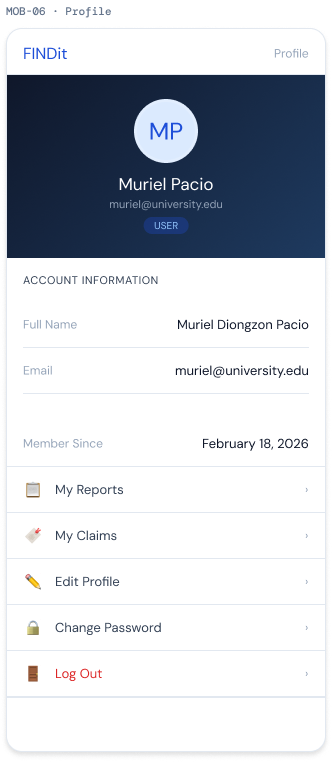 MOB-06 · Profile
FINDit
Profile
MP
Muriel Pacio
muriel@university.edu
USER
ACCOUNT INFORMATION
Full Name Muriel Diongzon Pacio
Email muriel@university.edu
Member Since February 18, 2026
My Reports ›
My Claims ›
Edit Profile ›
Change Password ›
Log Out ›